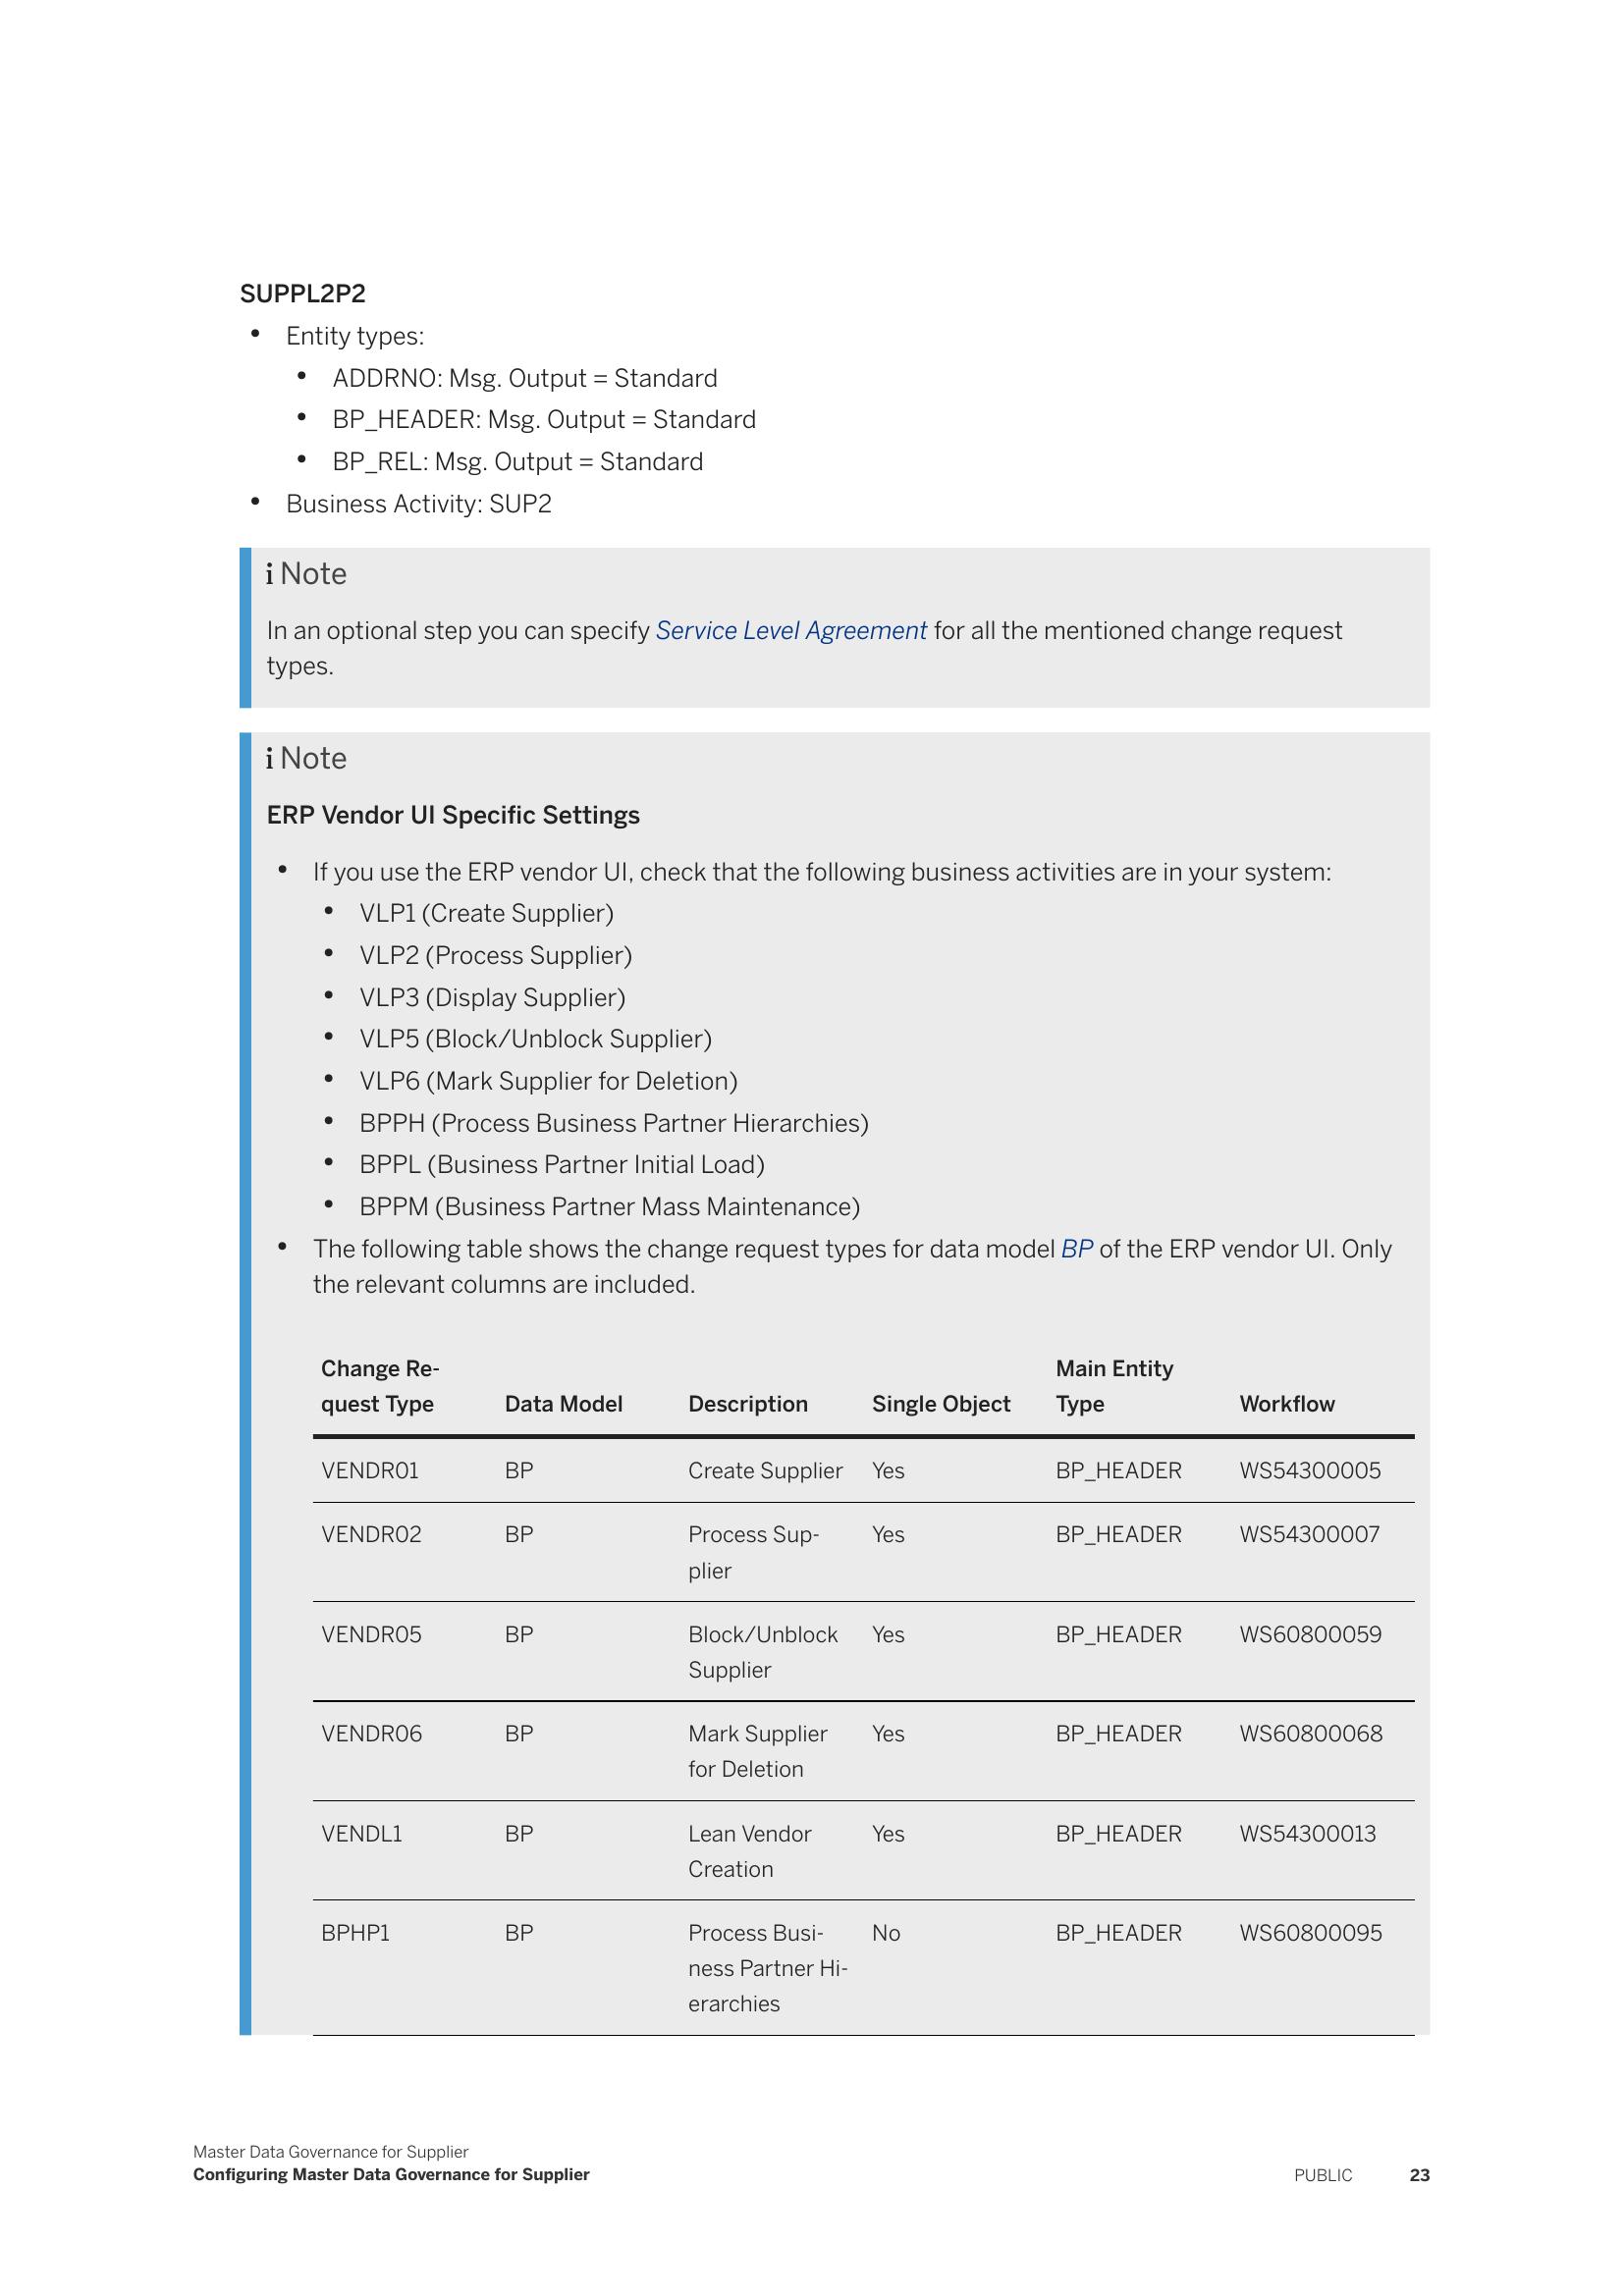 SUPPL2P2
• Entity types:
• ADDRNO: Msg. Output = Standard
• BP_HEADER: Msg. Output = Standard
• BP_REL: Msg. Output = Standard
• Business Activity: SUP2
i Note
In an optional step you can specify Service Level Agreement for all the mentioned change request
types.
i Note
ERP Vendor UI Specific Settings
• If you use the ERP vendor UI, check that the following business activities are in your system:
• VLP1 (Create Supplier)
• VLP2 (Process Supplier)
• VLP3 (Display Supplier)
• VLP5 (Block/Unblock Supplier)
• VLP6 (Mark Supplier for Deletion)
• BPPH (Process Business Partner Hierarchies)
• BPPL (Business Partner Initial Load)
• BPPM (Business Partner Mass Maintenance)
• The following table shows the change request types for data model BP of the ERP vendor UI. Only
the relevant columns are included.
Change Re- Main Entity
quest Type Data Model Description Single Object Type Workflow
VENDR01 BP Create Supplier Yes BP_HEADER WS54300005
VENDR02 BP Process Sup- Yes BP_HEADER WS54300007
plier
VENDR05 BP Block/Unblock Yes BP_HEADER WS60800059
Supplier
VENDR06 BP Mark Supplier Yes BP_HEADER WS60800068
for Deletion
VENDL1 BP Lean Vendor Yes BP_HEADER WS54300013
Creation
BPHP1 BP Process Busi- No BP_HEADER WS60800095
ness Partner Hi-
erarchies
Master Data Governance for Supplier
Configuring Master Data Governance for Supplier PUBLIC 23